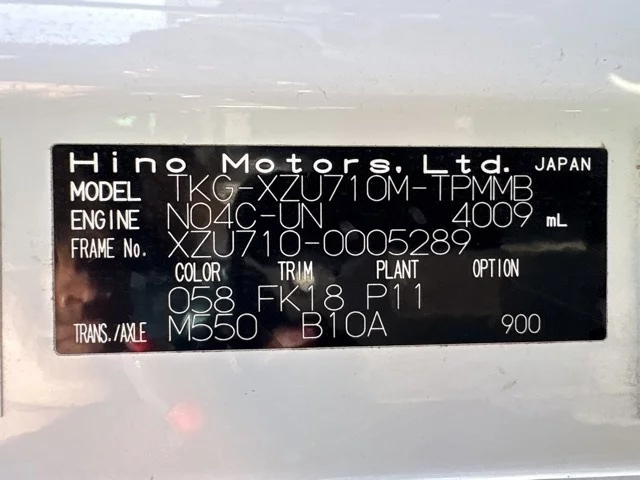 Hino Motors, Ltd. JAPAN
MODEL TKG-XZU710M-TPMMB
ENGINE N04C-UN 4009 mL
FRAME No. XZU710-0005289
COLOR TRIM PLANT OPTION
058 FK18 P11
TRANS./AXLE M550 B10A 900